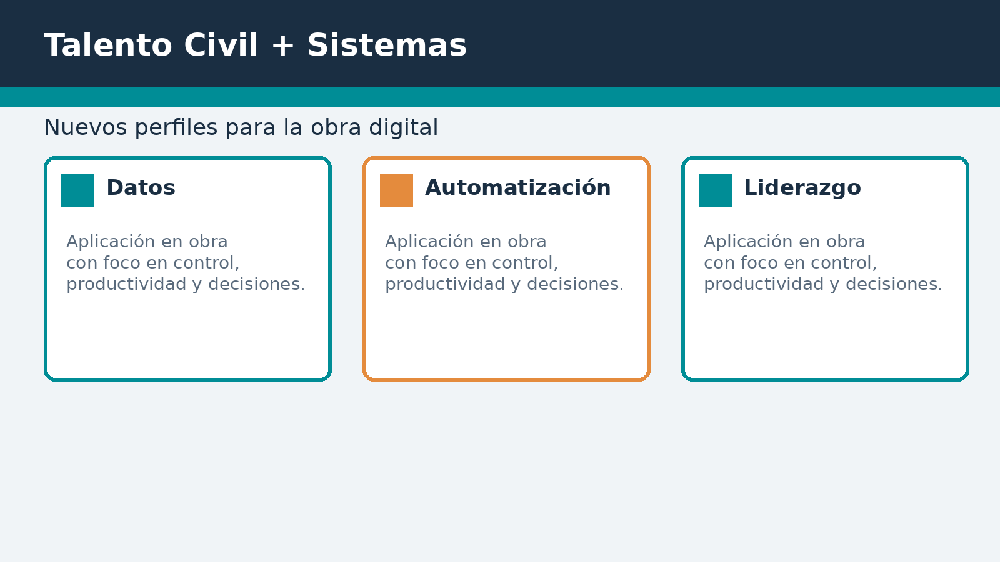 Talento Civil + Sistemas
Nuevos perfiles para la obra digital
Datos
Aplicación en obra
con foco en control,
productividad y decisiones.
Automatización
Aplicación en obra
con foco en control,
productividad y decisiones.
Liderazgo
Aplicación en obra
con foco en control,
productividad y decisiones.